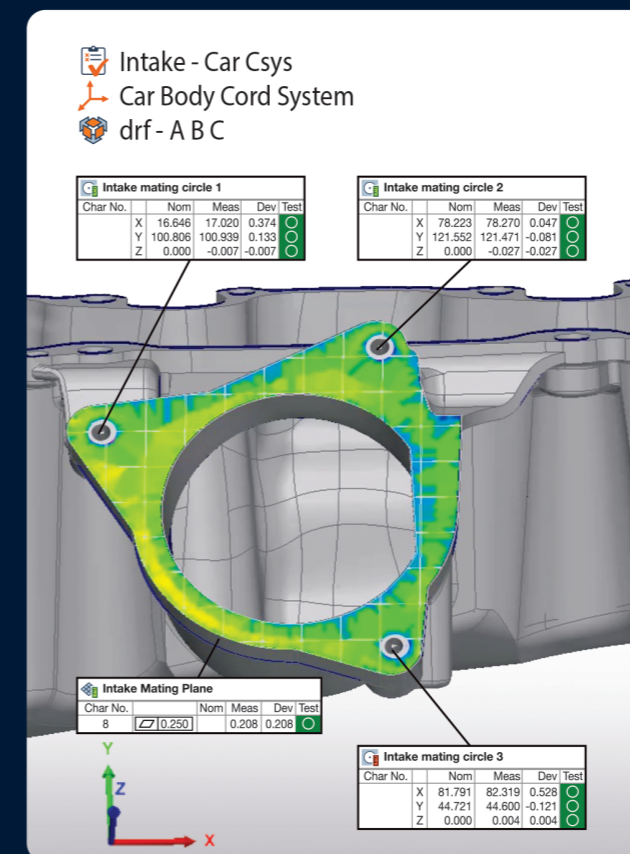 Intake - Car Csys
Car Body Cord System
drf - A B C
Intake mating circle 1
Char No. Nom Meas Dev Test
X 16.646 17.020 0.374
Y 100.806 100.939 0.133
Z 0.000 -0.007 -0.007
Intake mating circle 2
Char No. Nom Meas Dev Test
X 78.223 78.270 0.047
Y 121.552 121.471 -0.081
Z 0.000 -0.027 -0.027
Intake Mating Plane
Char No. Nom Meas Dev Test
8 0.250 0.208 0.208
Intake mating circle 3
Char No. Nom Meas Dev Test
X 81.791 82.319 0.528
Y 44.721 44.600 -0.121
Z 0.000 0.004 0.004
Y
Z
X